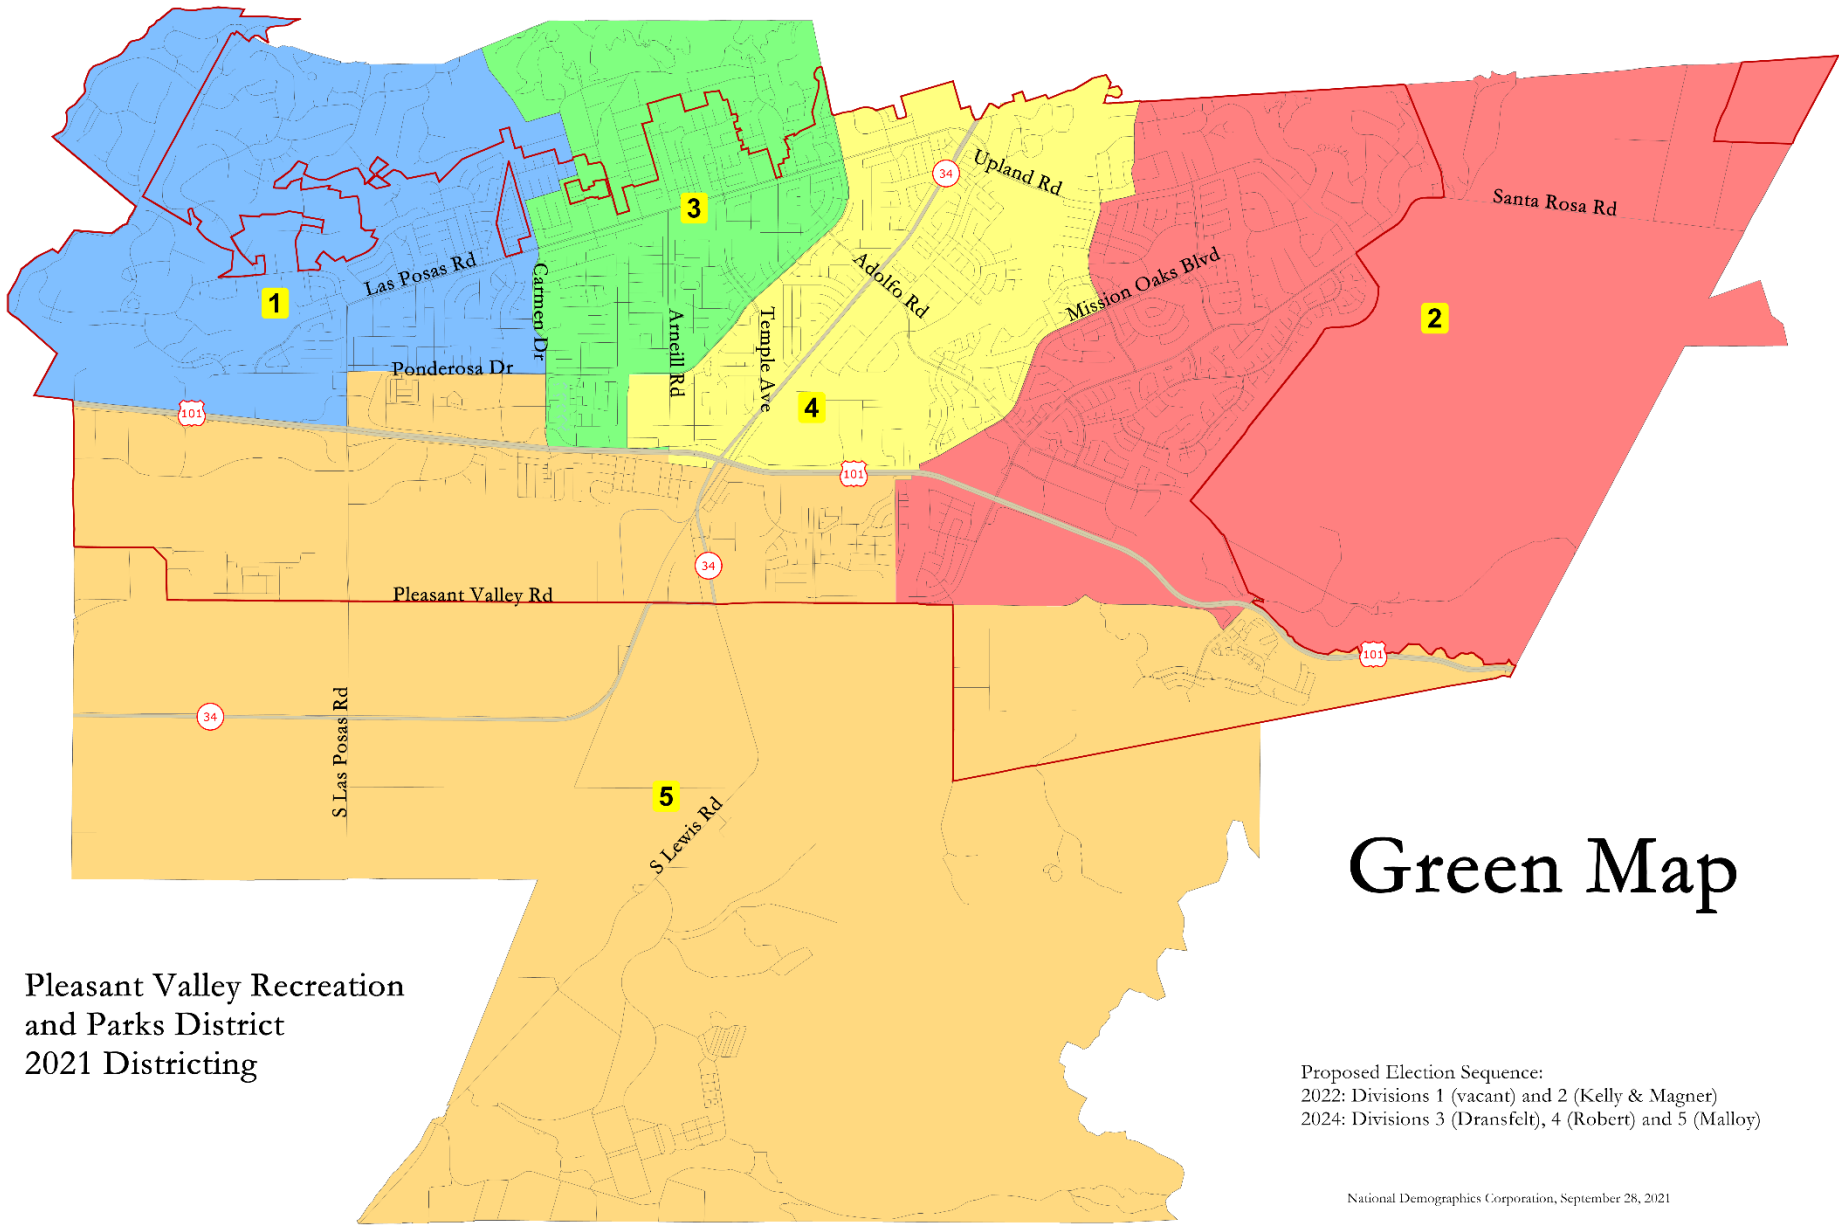 34
Upland Rd
Santa Rosa Rd
3
Las Posas Rd
Carmen Dr
Adolfo Rd
Mission Oaks Blvd
1
2
Arneill Rd
Temple Ave
Ponderosa Dr
4
101
101
34
Pleasant Valley Rd
101
S Las Posas Rd
34
5
S Lewis Rd
Green Map
Pleasant Valley Recreation
and Parks District
2021 Districting
Proposed Election Sequence:
2022: Divisions 1 (vacant) and 2 (Kelly & Magner)
2024: Divisions 3 (Dransfelt), 4 (Robert) and 5 (Malloy)
National Demographics Corporation, September 28, 2021